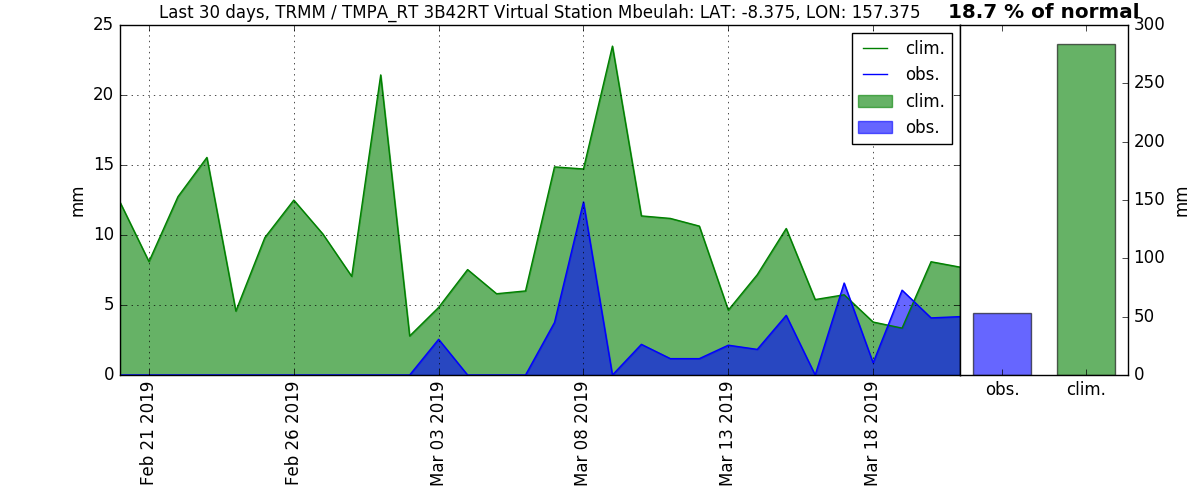 Last 30 days, TRMM / TMPA_RT 3B42RT Virtual Station Mbeulah: LAT: -8.375, LON: 157.375
18.7 % of normal
25
20
15
10
5
0
mm
clim.
obs.
clim.
obs.
Feb 21 2019
Feb 26 2019
Mar 03 2019
Mar 08 2019
Mar 13 2019
Mar 18 2019
300
250
200
150
100
50
0
mm
obs.
clim.